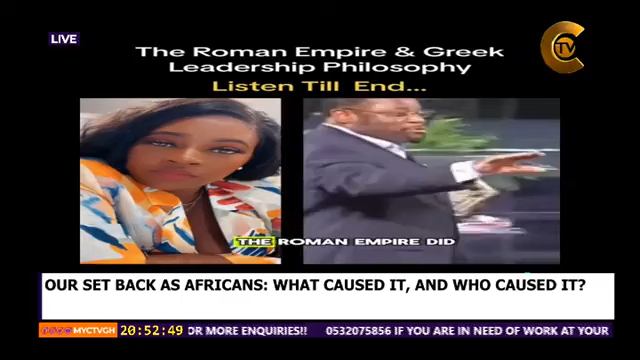 LIVE
The Roman Empire & Greek
Leadership Philosophy
Listen Till End...
TV
THE ROMAN EMPIRE DID
OUR SET BACK AS AFRICANS: WHAT CAUSED IT, AND WHO CAUSED IT?
MYCTVGH 20:52:49 OR MORE ENQUIRIES!! 0532075856 IF YOU ARE IN NEED OF WORK AT YOUR